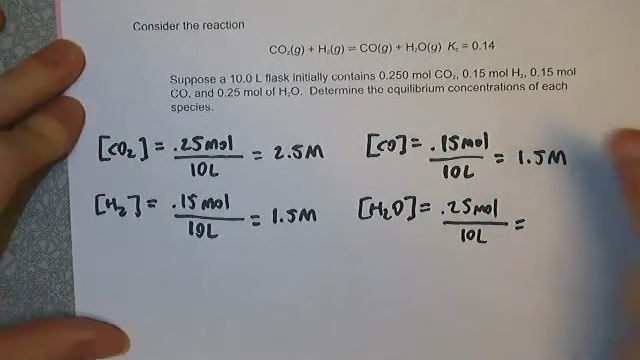 Consider the reaction
CO₂(g) + H₂(g) ⇌ CO(g) + H₂O(g) K꜀ = 0.14
Suppose a 10.0 L flask initially contains 0.250 mol CO₂, 0.15 mol H₂, 0.15 mol
CO, and 0.25 mol of H₂O. Determine the equilibrium concentrations of each
species.
[CO₂] = .25mol / 10L = 2.5M [CO] = .15mol / 10L = 1.5M
[H₂] = .15mol / 10L = 1.5M [H₂O] = .25mol / 10L =